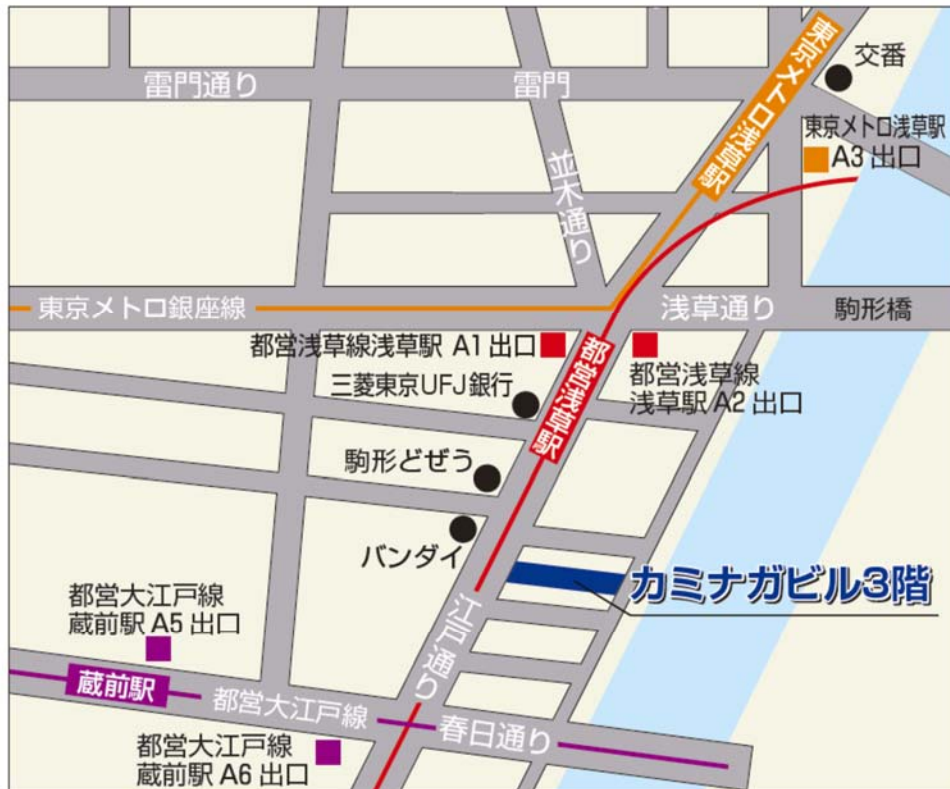 雷門通り
雷門
東京メトロ浅草駅
交番
東京メトロ浅草駅
A3 出口
並木通り
東京メトロ銀座線
浅草通り
駒形橋
都営浅草線浅草駅 A1 出口
都営浅草駅
都営浅草線
浅草駅 A2 出口
三菱東京UFJ銀行
駒形どぜう
バンダイ
カミナガビル3階
都営大江戸線
蔵前駅 A5 出口
江戸通り
蔵前駅
都営大江戸線
春日通り
都営大江戸線
蔵前駅 A6 出口